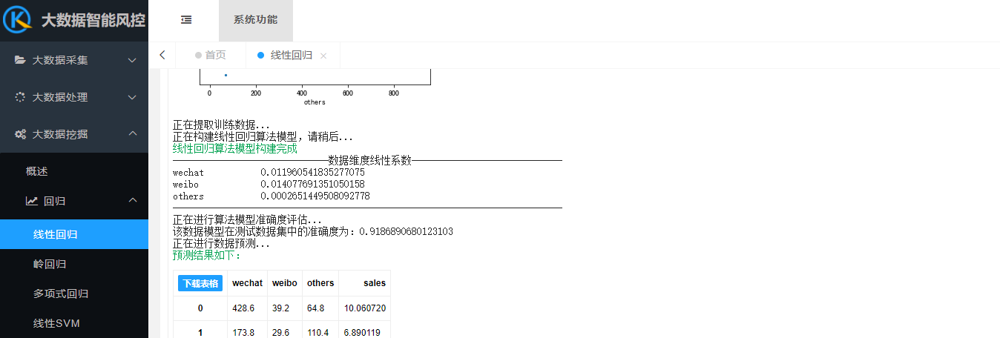 大数据智能风控
系统功能
大数据采集
大数据处理
大数据挖掘
概述
回归
线性回归
岭回归
多项式回归
线性SVM
首页
线性回归
0 200 400 600 800
others
正在提取训练数据...
正在构建线性回归算法模型，请稍后...
线性回归算法模型构建完成
数据维度线性系数
wechat 0.011960541835277075
weibo 0.014077691351050158
others 0.0002651449508092778
正在进行算法模型准确度评估...
该数据模型在测试数据集中的准确度为：0.9186890680123103
正在进行数据预测...
预测结果如下：
下载表格 wechat weibo others sales
0 428.6 39.2 64.8 10.060720
1 173.8 29.6 110.4 6.890119